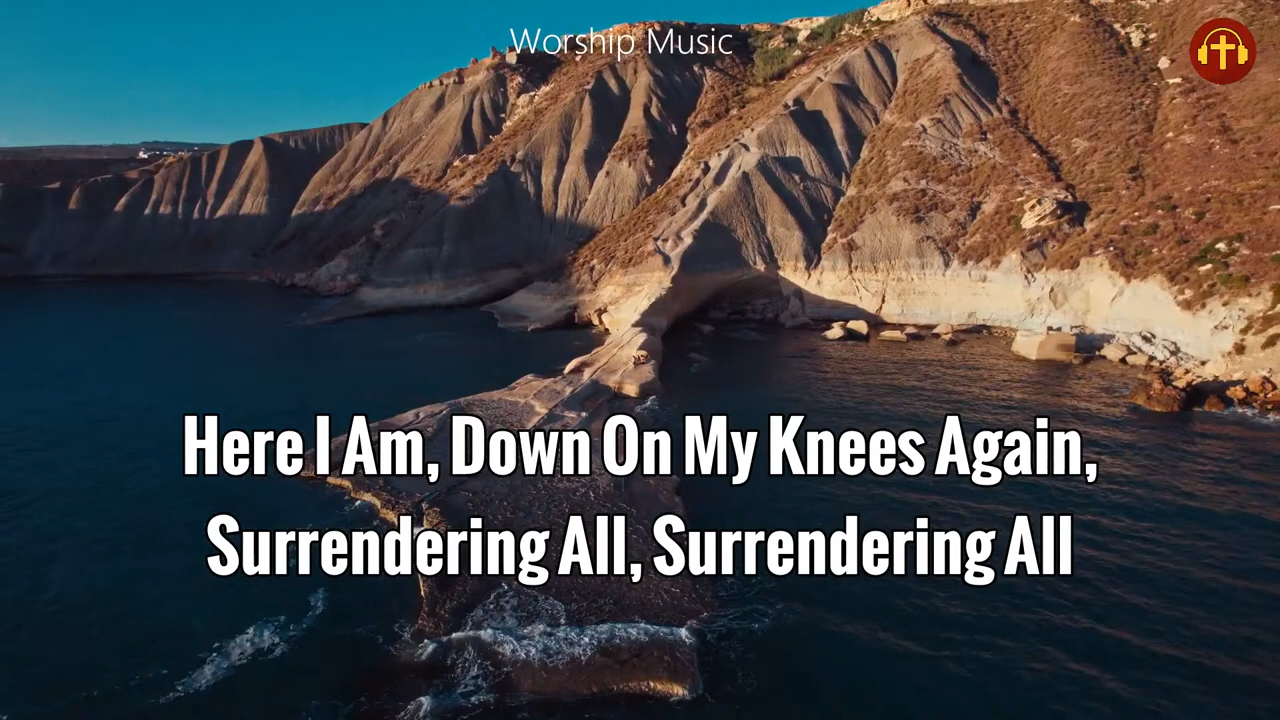 Worship Music
Here I Am, Down On My Knees Again,
Surrendering All, Surrendering All